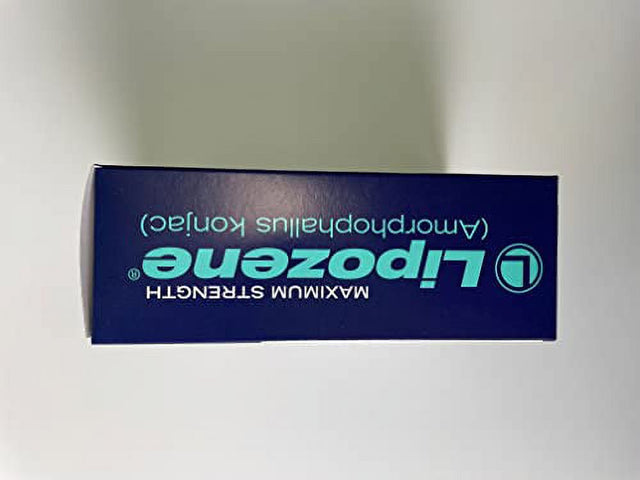 MAXIMUM STRENGTH
L Lipozene®
(Amorphophallus Konjac)